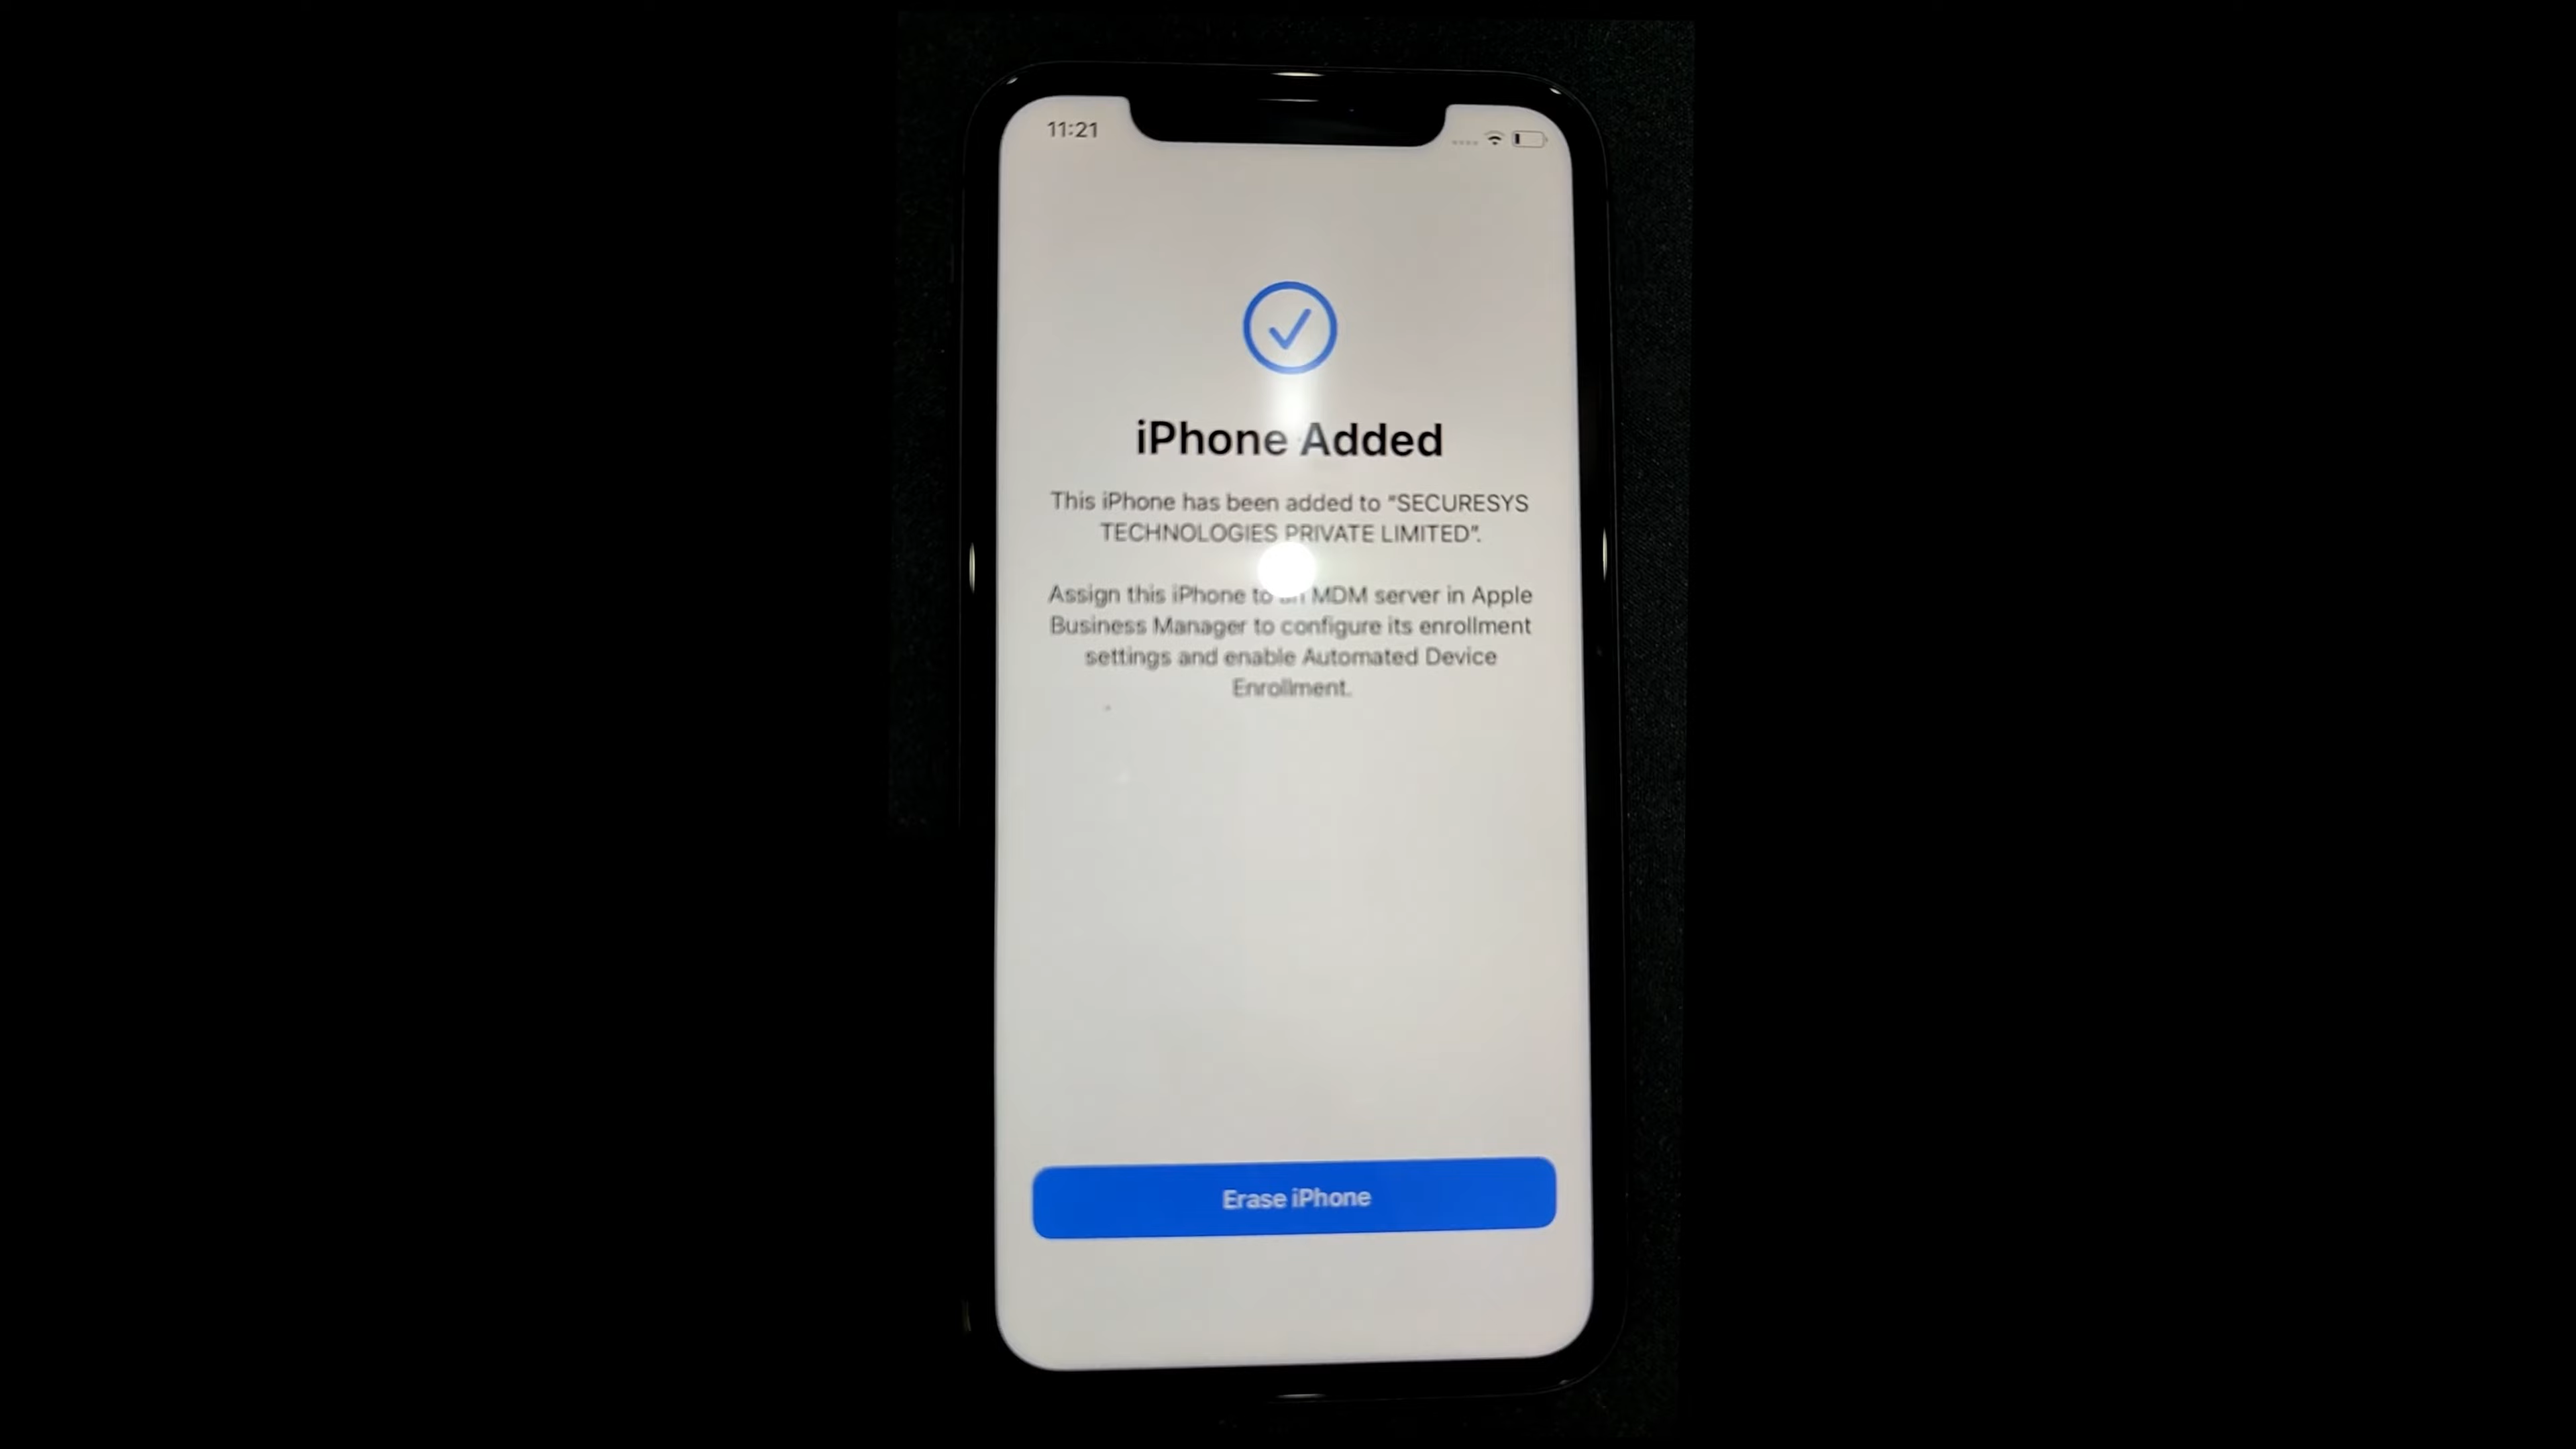 11:21
iPhone Added
This iPhone has been added to “SECURESYS
TECHNOLOGIES PRIVATE LIMITED”.
Assign this iPhone to an MDM server in Apple
Business Manager to configure its enrollment
settings and enable Automated Device
Enrollment.
Erase iPhone